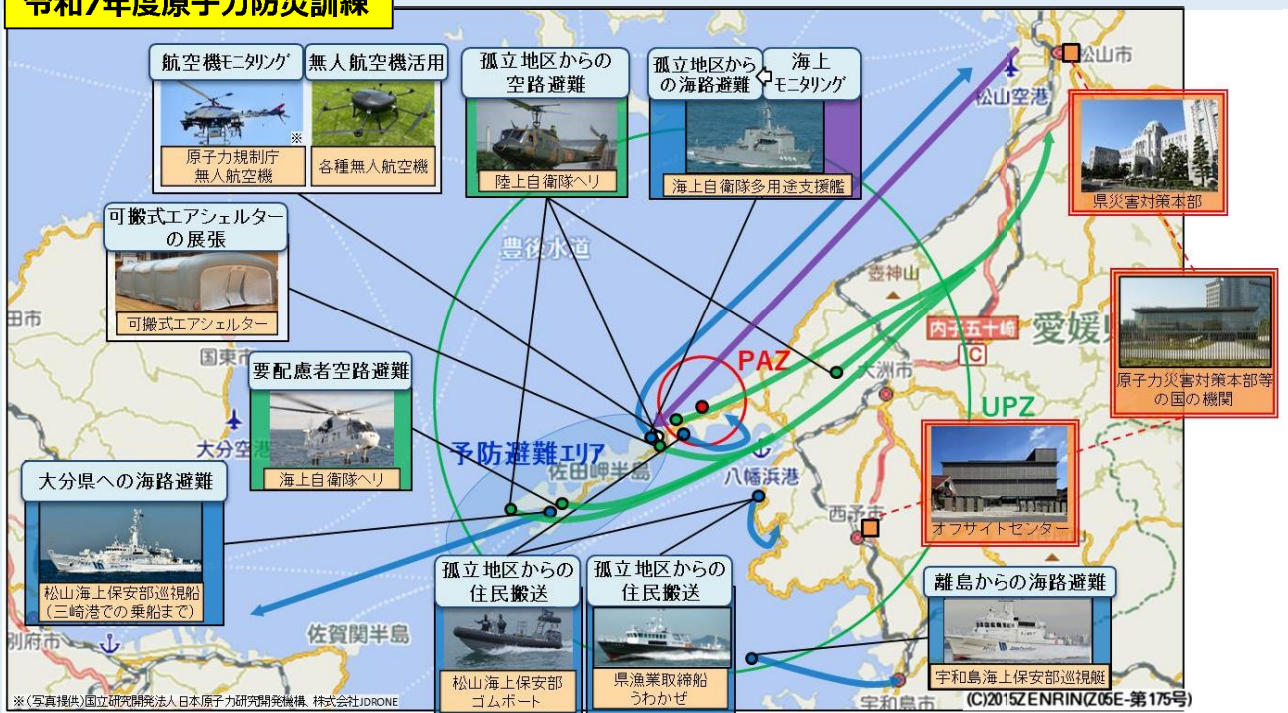 令和7年度原子力防災訓練
航空機モニタリング
無人航空機活用
※
原子力規制庁
無人航空機
各種無人航空機
孤立地区からの
空路避難
陸上自衛隊ヘリ
孤立地区から
の海路避難
海上
モニタリング
海上自衛隊多用途支援艦
松山市
松山空港
県災害対策本部
可搬式エアシェルター
の展張
可搬式エアシェルター
豊後水道
壺神山
内子五十崎
愛媛県
原子力災害対策本部等
の国の機関
田市
国東市
要配慮者空路避難
海上自衛隊ヘリ
PAZ
大洲市
UPZ
大分空港
予防避難エリア
佐田岬半島
八幡浜港
西予市
オフサイトセンター
大分県への海路避難
松山海上保安部巡視船
(三崎港での乗船まで)
孤立地区からの
住民搬送
松山海上保安部
ゴムボート
孤立地区からの
住民搬送
県漁業取締船
うわかぜ
離島からの海路避難
宇和島海上保安部巡視艇
別府市
佐賀関半島
宇和島市
※(写真提供)国立研究開発法人日本原子力研究開発機構、株式会社JDRONE
(C)2015ZENRIN(Z05E-第175号)